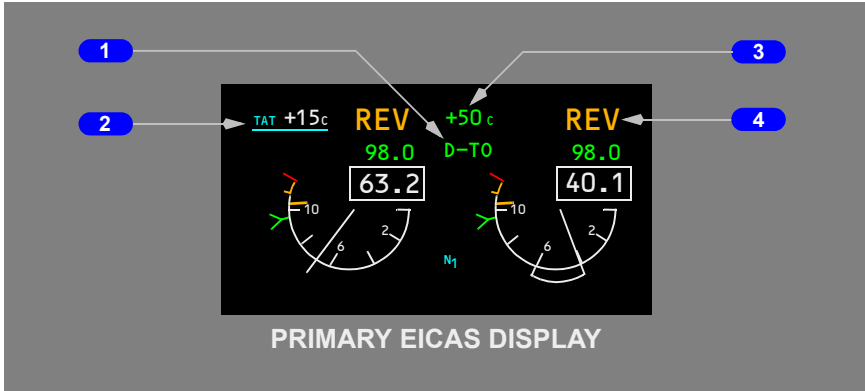 1
3
2
TAT +15c
REV
+50 c
REV
4
98.0
D-TO
98.0
63.2
40.1
10
2
6
10
2
6
N1
PRIMARY EICAS DISPLAY